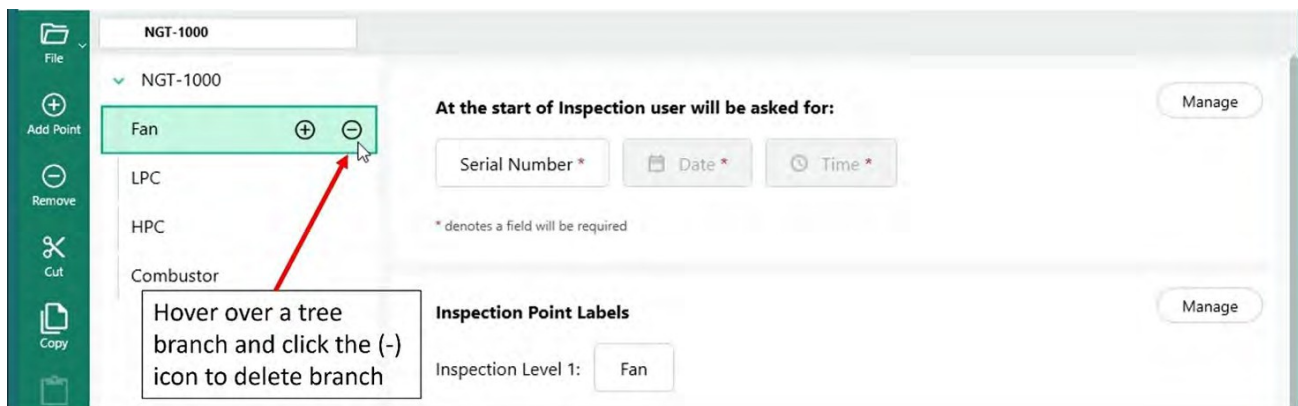 File
Add Point
Remove
Cut
Copy
NGT-1000
NGT-1000
Fan
LPC
HPC
Combustor
Hover over a tree
branch and click the (-)
icon to delete branch
At the start of Inspection user will be asked for:
Manage
Serial Number *
Date *
Time *
* denotes a field will be required
Inspection Point Labels
Manage
Inspection Level 1:
Fan